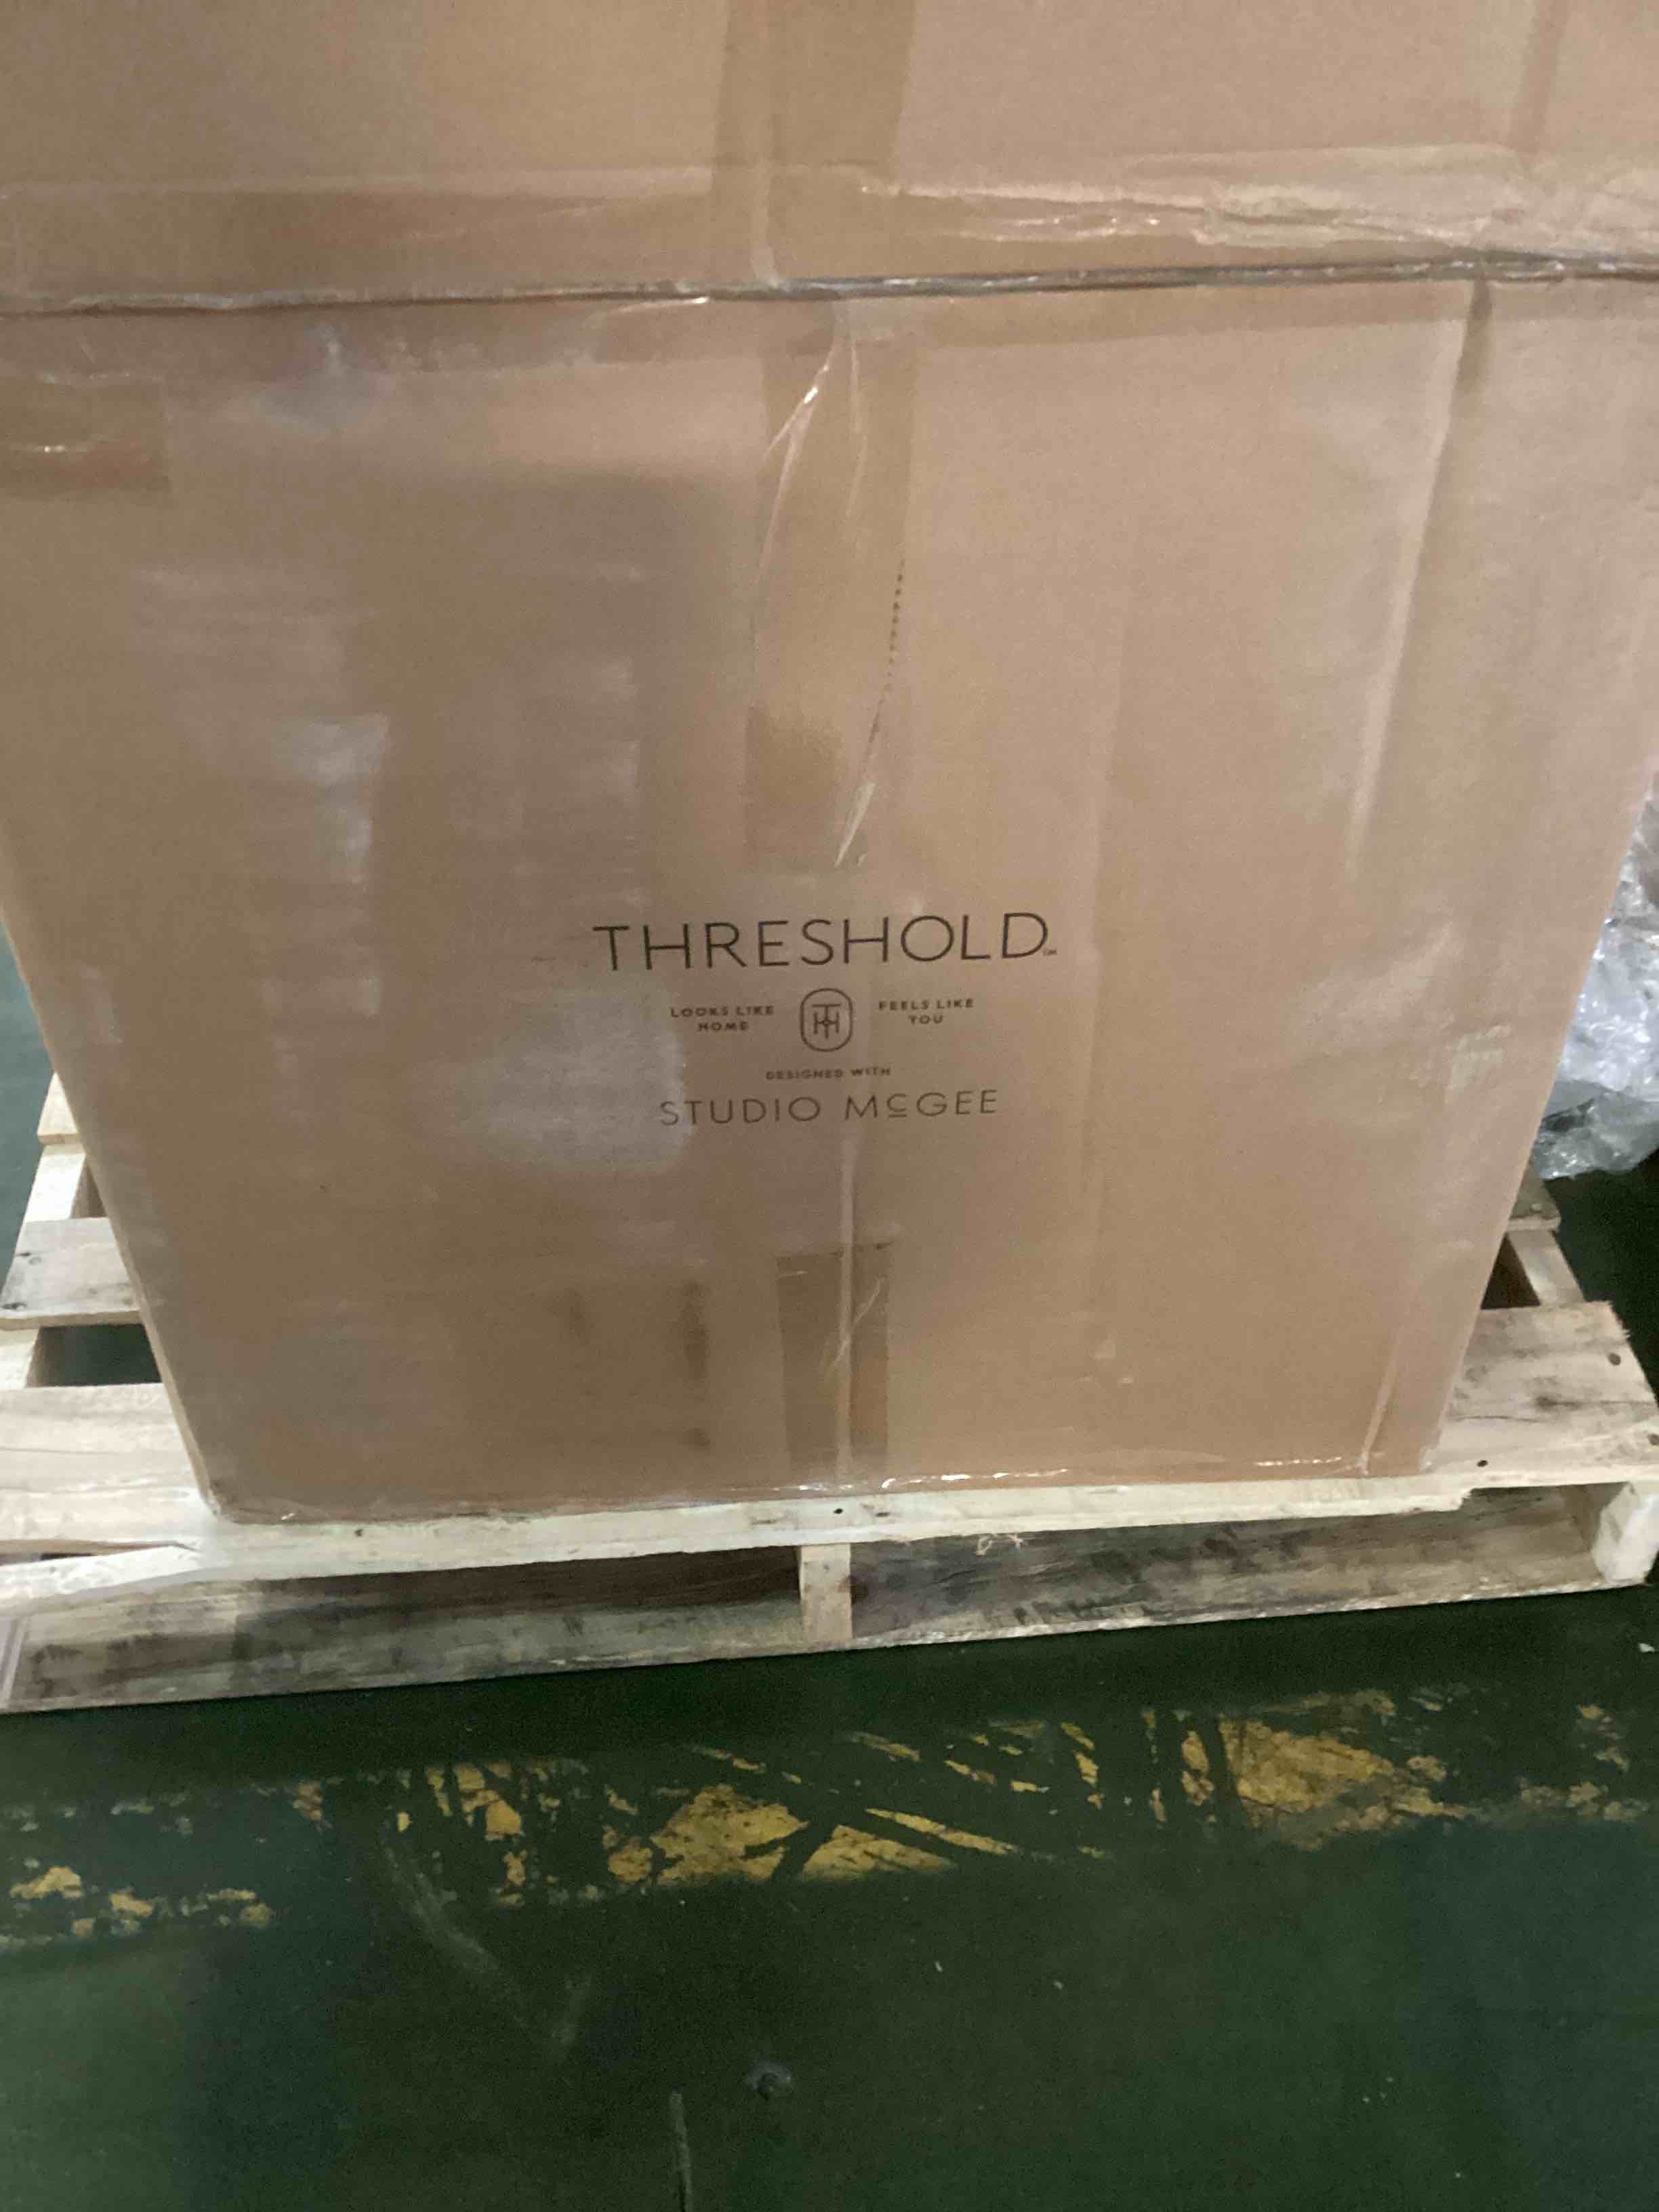 THRESHOLD
LOOKS LIKE HOME
FEELS LIKE YOU
DESIGNED WITH
STUDIO McGEE